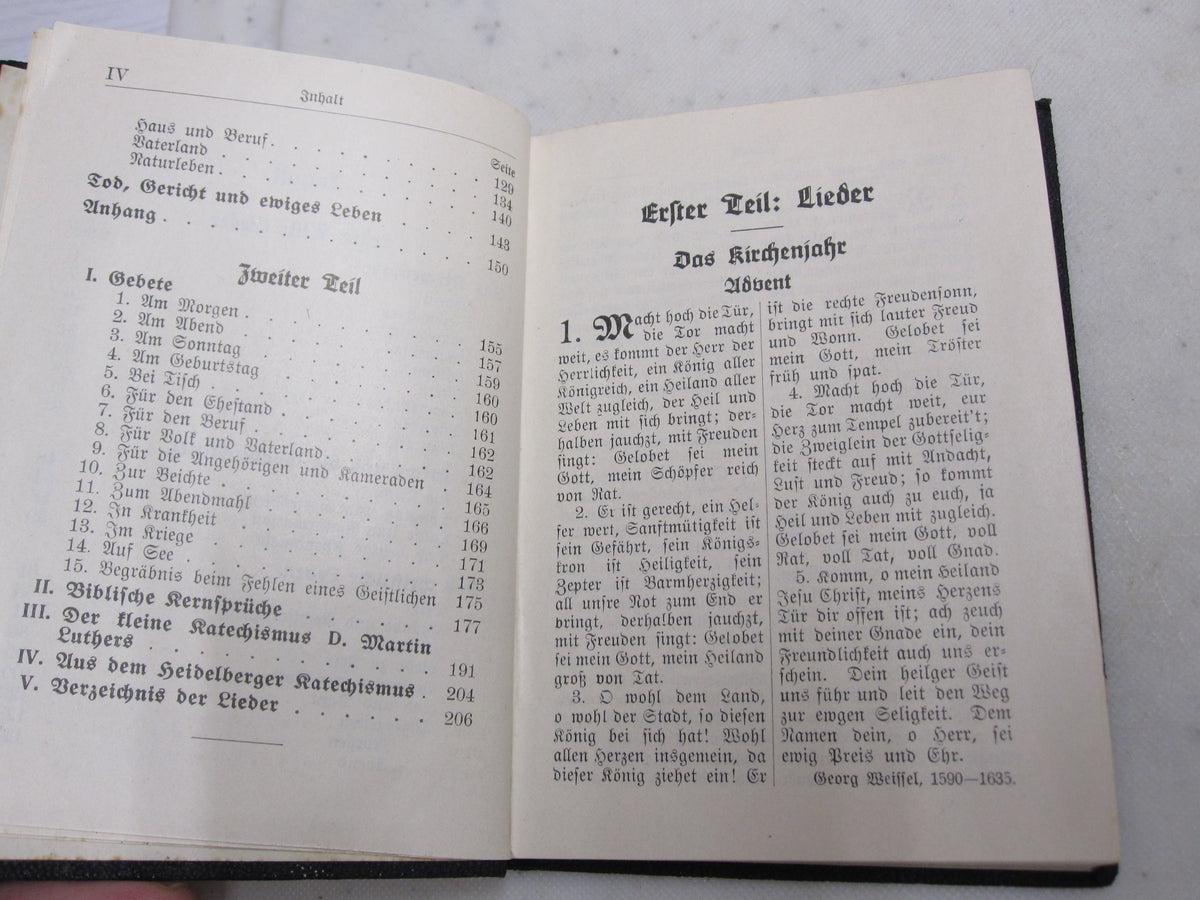 IV
Inhalt
Seite
Haus und Beruf . . . . . . . . 129
Vaterland . . . . . . . . . . 134
Naturleben . . . . . . . . . . 140
Tod, Gericht und ewiges Leben . . . . 143
Anhang . . . . . . . . . . . . 150
Zweiter Teil
I. Gebete
1. Am Morgen . . . . . . . . . 155
2. Am Abend . . . . . . . . . 157
3. Am Sonntag . . . . . . . . . 159
4. Am Geburtstag . . . . . . . . 160
5. Bei Tisch . . . . . . . . . . 160
6. Für den Ehestand . . . . . . . 161
7. Für den Beruf . . . . . . . . 162
8. Für Volk und Vaterland . . . . . 162
9. Für die Angehörigen und Kameraden . 164
10. Zur Beichte . . . . . . . . . 165
11. Zum Abendmahl . . . . . . . 166
12. In Krankheit . . . . . . . . 169
13. Im Kriege . . . . . . . . . 171
14. Auf See . . . . . . . . . . 173
15. Begräbnis beim Fehlen eines Geistlichen 175
II. Biblische Kernsprüche . . . . . . 177
III. Der kleine Katechismus D. Martin
Luthers . . . . . . . . . . . 191
IV. Aus dem Heidelberger Katechismus . 204
V. Verzeichnis der Lieder . . . . . . 206
Erster Teil: Lieder
Das Kirchenjahr
Advent
1. Macht hoch die Tür,
die Tor macht
weit, es kommt der Herr der
Herrlichkeit, ein König aller
Königreich, ein Heiland aller
Welt zugleich, der Heil und
Leben mit sich bringt; der-
halben jauchzt, mit Freuden
singt: Gelobet sei mein
Gott, mein Schöpfer reich
von Rat.
2. Er ist gerecht, ein Hel-
fer wert, Sanftmütigkeit ist
sein Gefährt, sein Königs-
kron ist Heiligkeit, sein
Zepter ist Barmherzigkeit;
all unsre Not zum End er
bringt, derhalben jauchzt,
mit Freuden singt: Gelobet
sei mein Gott, mein Heiland
groß von Tat.
3. O wohl dem Land,
o wohl der Stadt, so diesen
König bei sich hat! Wohl
allen Herzen insgemein, da
dieser König ziehet ein! Er
ist die rechte Freudensonn,
bringt mit sich lauter Freud
und Wonn. Gelobet sei
mein Gott, mein Tröster
früh und spat.
4. Macht hoch die Tür,
die Tor macht weit, eur
Herz zum Tempel zubereit't;
die Zweiglein der Gottselig-
keit steckt auf mit Andacht,
Lust und Freud; so kommt
der König auch zu euch, ja
Heil und Leben mit zugleich.
Gelobet sei mein Gott, voll
Rat, voll Tat, voll Gnad.
5. Komm, o mein Heiland
Jesu Christ, meins Herzens
Tür dir offen ist; ach zeuch
mit deiner Gnade ein, dein
Freundlichkeit auch uns er-
schein. Dein heilger Geist
uns führ und leit den Weg
zur ewgen Seligkeit. Dem
Namen dein, o Herr, sei
ewig Preis und Ehr.
Georg Weissel, 1590—1635.